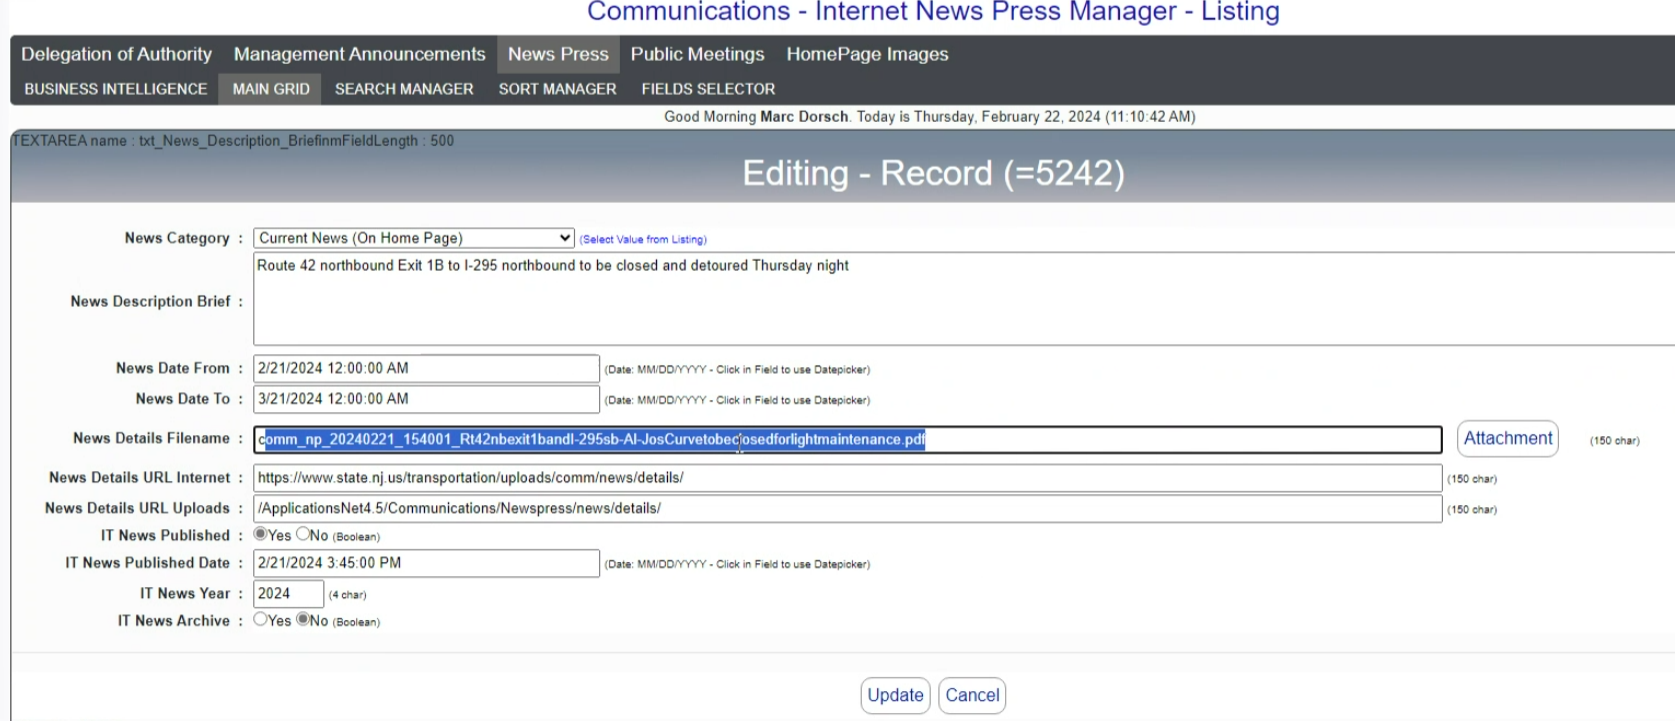 Communications - Internet News Press Manager - Listing
Delegation of Authority Management Announcements News Press Public Meetings HomePage Images
BUSINESS INTELLIGENCE MAIN GRID SEARCH MANAGER SORT MANAGER FIELDS SELECTOR
Good Morning Marc Dorsch. Today is Thursday, February 22, 2024 (11:10:42 AM)
TEXTAREA name : txt_News_Description_BriefinmFieldLength : 500
Editing - Record (=5242)
News Category : Current News (On Home Page) (Select Value from Listing)
Route 42 northbound Exit 1B to I-295 northbound to be closed and detoured Thursday night
News Description Brief :
News Date From : 2/21/2024 12:00:00 AM (Date: MM/DD/YYYY - Click in Field to use Datepicker)
News Date To : 3/21/2024 12:00:00 AM (Date: MM/DD/YYYY - Click in Field to use Datepicker)
News Details Filename : comm_np_20240221_154001_Rt42nbexit1bandI-295sb-Al-JosCurvetobeclosedforlightmaintenance.pdf Attachment (150 char)
News Details URL Internet : https://www.state.nj.us/transportation/uploads/comm/news/details/ (150 char)
News Details URL Uploads : /ApplicationsNet4.5/Communications/Newspress/news/details/ (150 char)
IT News Published : Yes No (Boolean)
IT News Published Date : 2/21/2024 3:45:00 PM (Date: MM/DD/YYYY - Click in Field to use Datepicker)
IT News Year : 2024 (4 char)
IT News Archive : Yes No (Boolean)
Update Cancel